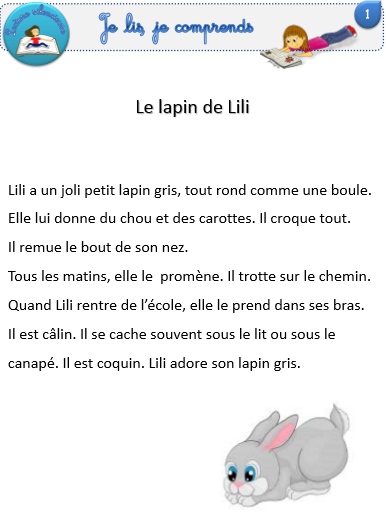 Je lis, je comprends
1
Le lapin de Lili
Lili a un joli petit lapin gris, tout rond comme une boule.
Elle lui donne du chou et des carottes. Il croque tout.
Il remue le bout de son nez.
Tous les matins, elle le  promène. Il trotte sur le chemin.
Quand Lili rentre de l’école, elle le prend dans ses bras.
Il est câlin. Il se cache souvent sous le lit ou sous le
canapé. Il est coquin. Lili adore son lapin gris.